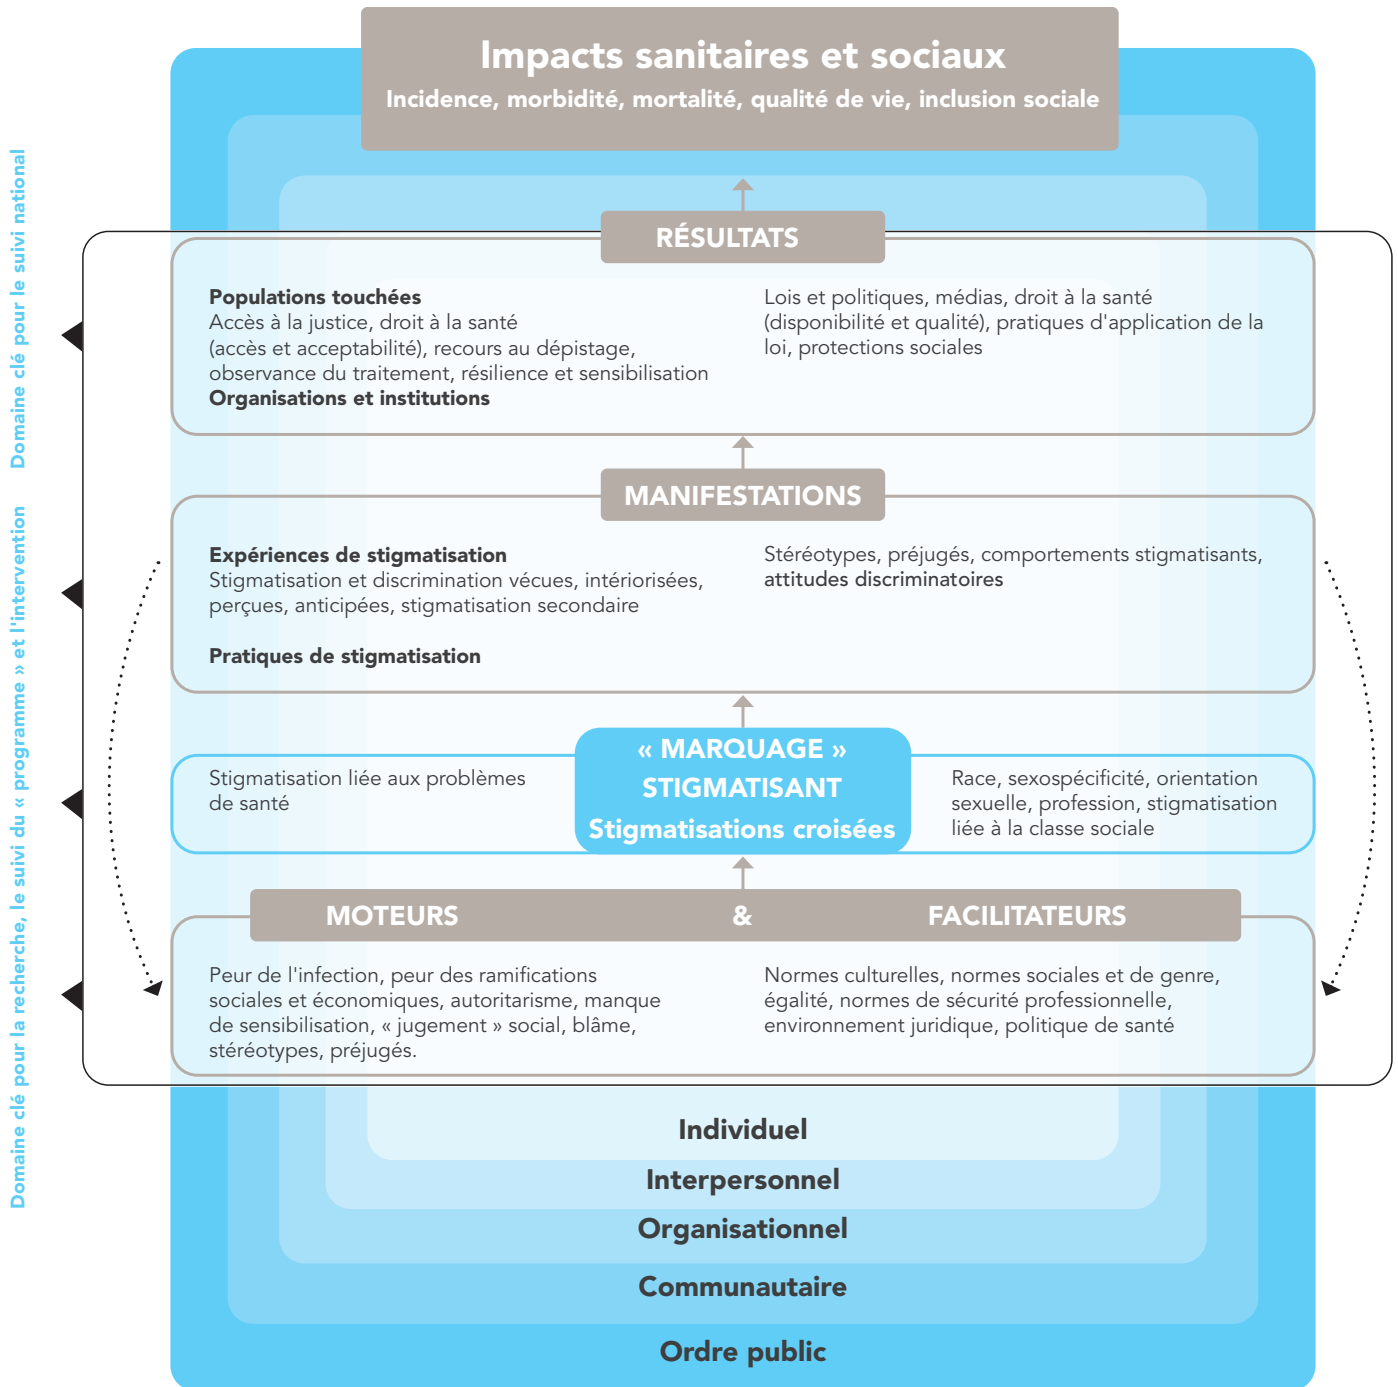 Impacts sanitaires et sociaux
Incidence, morbidité, mortalité, qualité de vie, inclusion sociale
Domaine clé pour le suivi national
RÉSULTATS
Populations touchées
Accès à la justice, droit à la santé
(accès et acceptabilité), recours au dépistage,
observance du traitement, résilience et sensibilisation
Organisations et institutions
Lois et politiques, médias, droit à la santé
(disponibilité et qualité), pratiques d'application de la
loi, protections sociales
Domaine clé pour la recherche, le suivi du « programme » et l'intervention
MANIFESTATIONS
Expériences de stigmatisation
Stigmatisation et discrimination vécues, intériorisées,
perçues, anticipées, stigmatisation secondaire
Pratiques de stigmatisation
Stéréotypes, préjugés, comportements stigmatisants,
attitudes discriminatoires
« MARQUAGE »
STIGMATISANT
Stigmatisations croisées
Stigmatisation liée aux problèmes
de santé
Race, sexospécificité, orientation
sexuelle, profession, stigmatisation
liée à la classe sociale
MOTEURS & FACILITATEURS
Peur de l'infection, peur des ramifications
sociales et économiques, autoritarisme, manque
de sensibilisation, « jugement » social, blâme,
stéréotypes, préjugés.
Normes culturelles, normes sociales et de genre,
égalité, normes de sécurité professionnelle,
environnement juridique, politique de santé
Individuel
Interpersonnel
Organisationnel
Communautaire
Ordre public